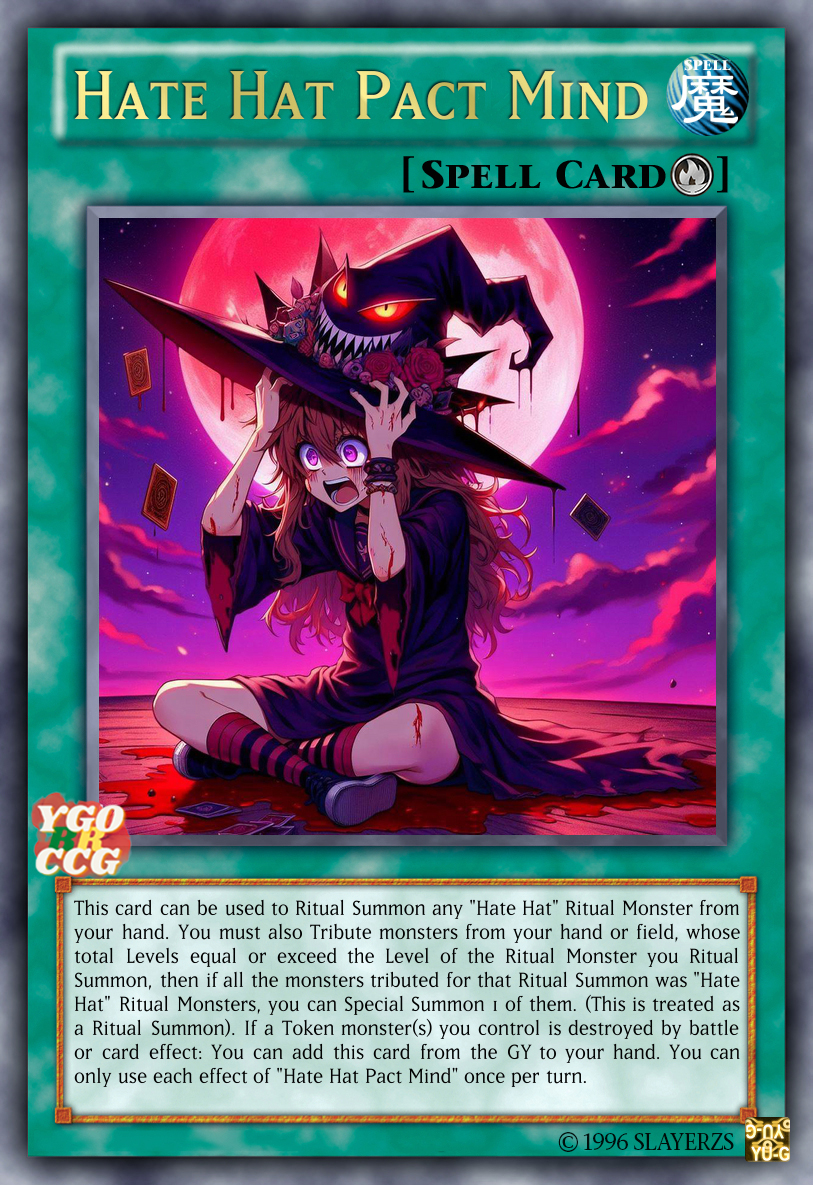 Hate Hat Pact Mind
SPELL
魔
[Spell Card]
YGO
CCG
This card can be used to Ritual Summon any "Hate Hat" Ritual Monster from
your hand. You must also Tribute monsters from your hand or field, whose
total Levels equal or exceed the Level of the Ritual Monster you Ritual
Summon, then if all the monsters tributed for that Ritual Summon was "Hate
Hat" Ritual Monsters, you can Special Summon 1 of them. (This is treated as
a Ritual Summon). If a Token monster(s) you control is destroyed by battle
or card effect: You can add this card from the GY to your hand. You can
only use each effect of "Hate Hat Pact Mind" once per turn.
© 1996 SLAYERZS